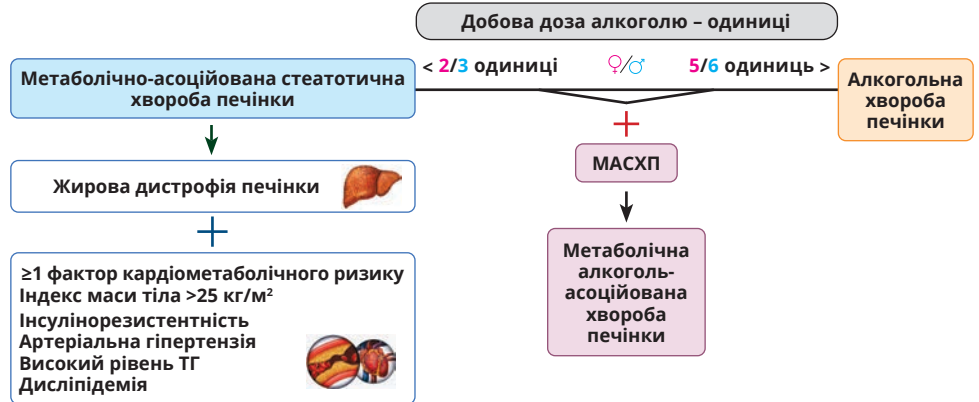 Добова доза алкоголю – одиниці
< 2/3 одиниці ♀/♂ 5/6 одиниць >
Метаболічно-асоційована стеатотична
хвороба печінки
Алкогольна
хвороба
печінки
+
МАСХП
Жирова дистрофія печінки
+
Метаболічна
алкоголь-
асоційована
хвороба
печінки
≥1 фактор кардіометаболічного ризику
Індекс маси тіла >25 кг/м²
Інсулінорезистентність
Артеріальна гіпертензія
Високий рівень ТГ
Дисліпідемія